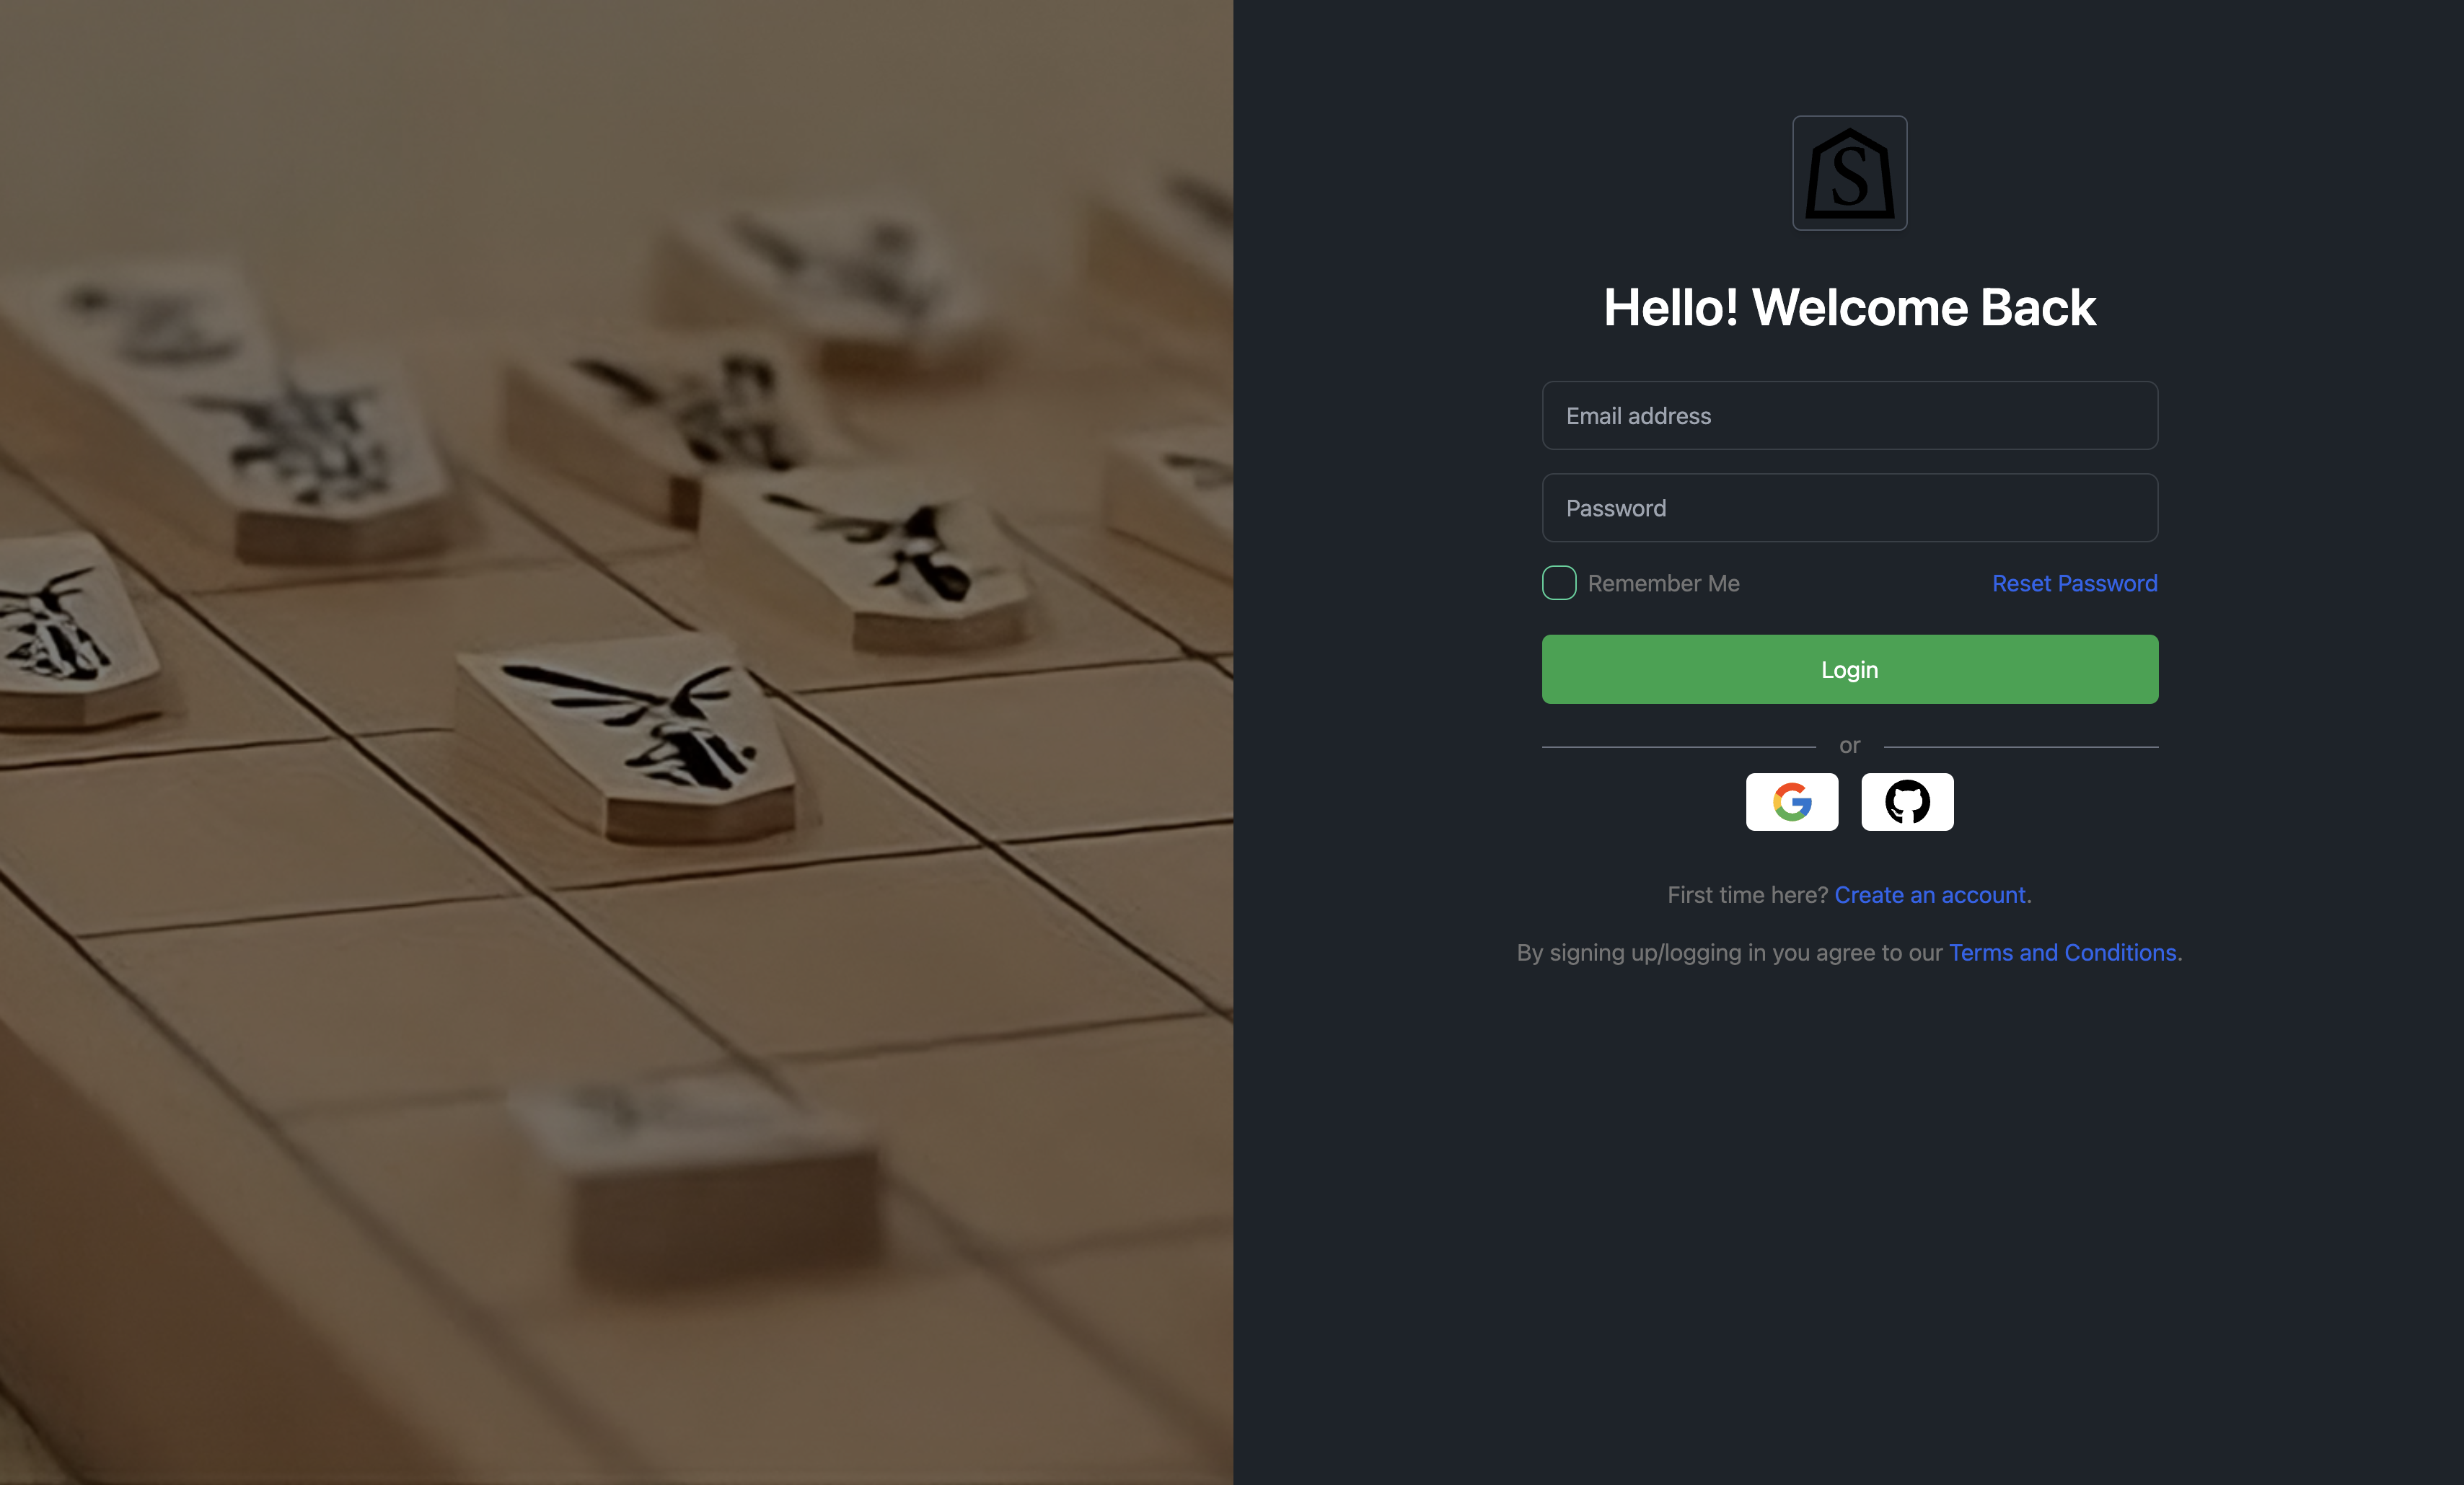 S
Hello! Welcome Back
Email address
Password
Remember Me
Reset Password
Login
or
First time here? Create an account.
By signing up/logging in you agree to our Terms and Conditions.